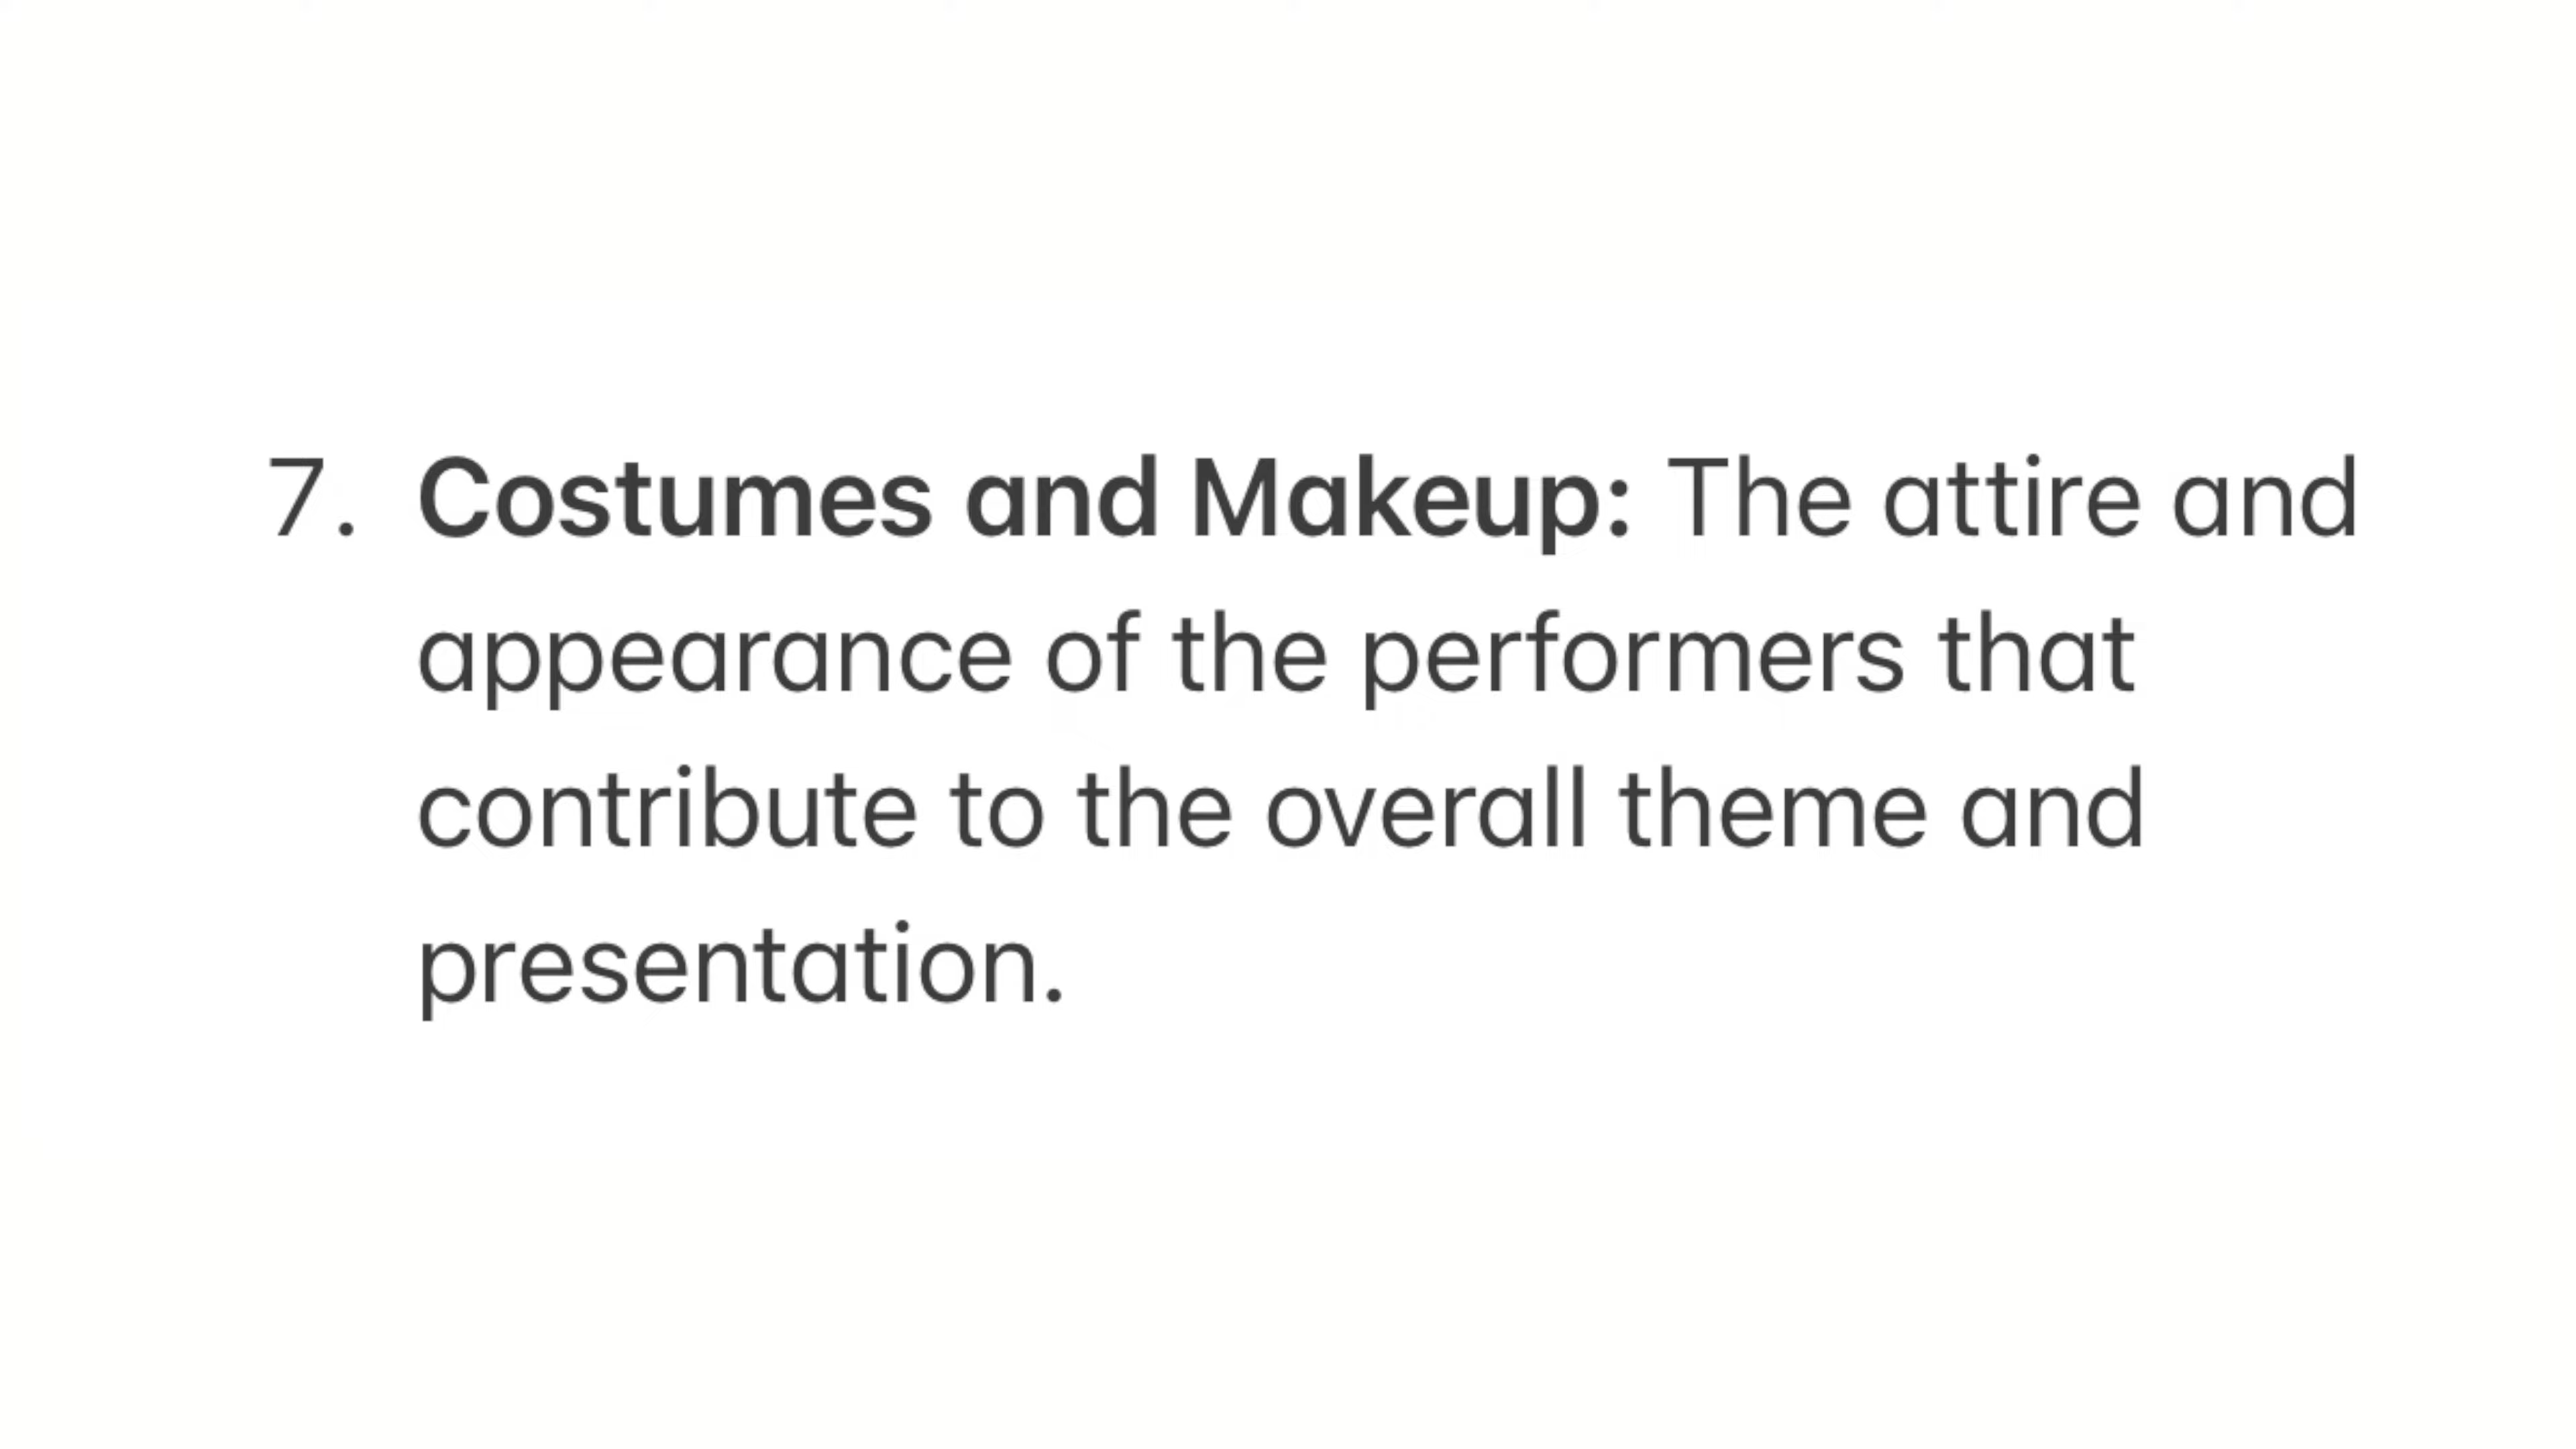 7. Costumes and Makeup: The attire and
appearance of the performers that
contribute to the overall theme and
presentation.